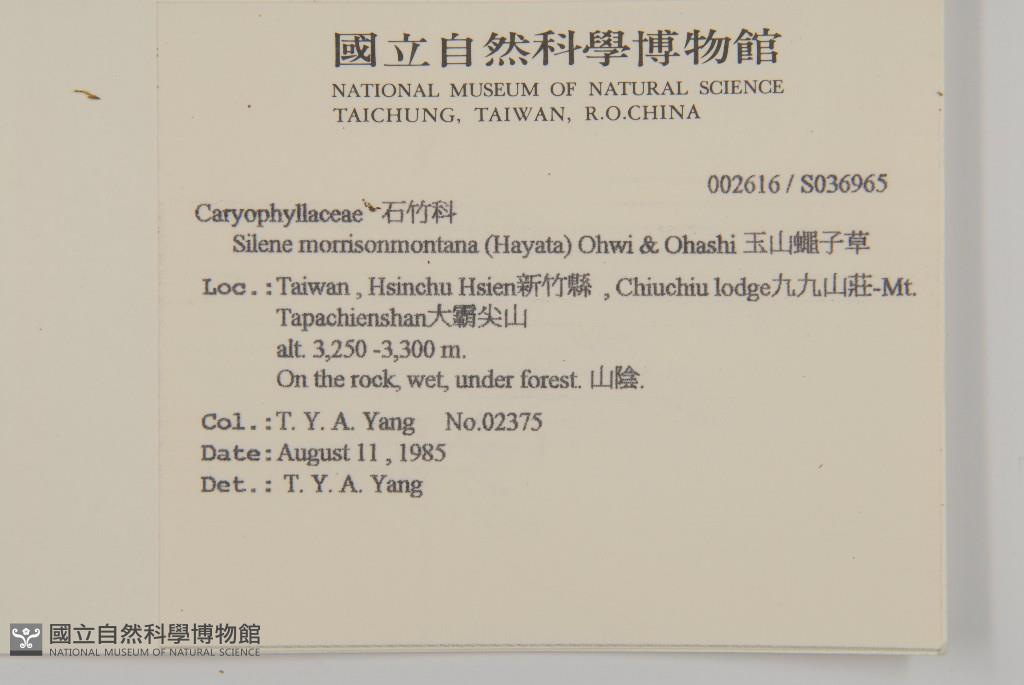 國立自然科學博物館
NATIONAL MUSEUM OF NATURAL SCIENCE
TAICHUNG, TAIWAN, R.O.CHINA
002616 / S036965
Caryophyllaceae 石竹科
Silene morrisonmontana (Hayata) Ohwi & Ohashi 玉山蠅子草
Loc.:Taiwan , Hsinchu Hsien新竹縣 , Chiuchiu lodge九九山莊-Mt.
Tapachienshan大霸尖山
alt. 3,250 -3,300 m.
On the rock, wet, under forest. 山陰.
Col.:T. Y. A. Yang No.02375
Date:August 11 , 1985
Det.: T. Y. A. Yang
國立自然科學博物館
NATIONAL MUSEUM OF NATURAL SCIENCE